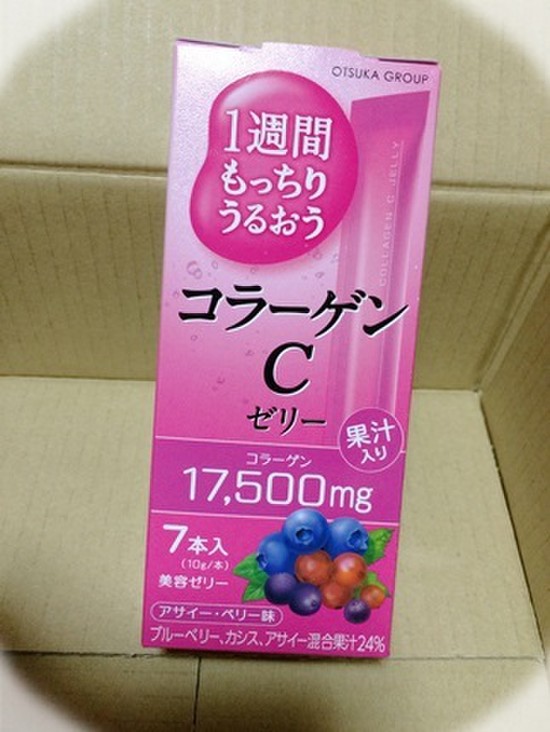 OTSUKA GROUP
1週間
もっちり
うるおう
COLLAGEN C JELLY
コラーゲン
C
ゼリー
果汁
入り
コラーゲン
17,500mg
7本入
(10g/本)
美容ゼリー
アサイー・ベリー味
ブルーベリー、カシス、アサイー混合果汁24%